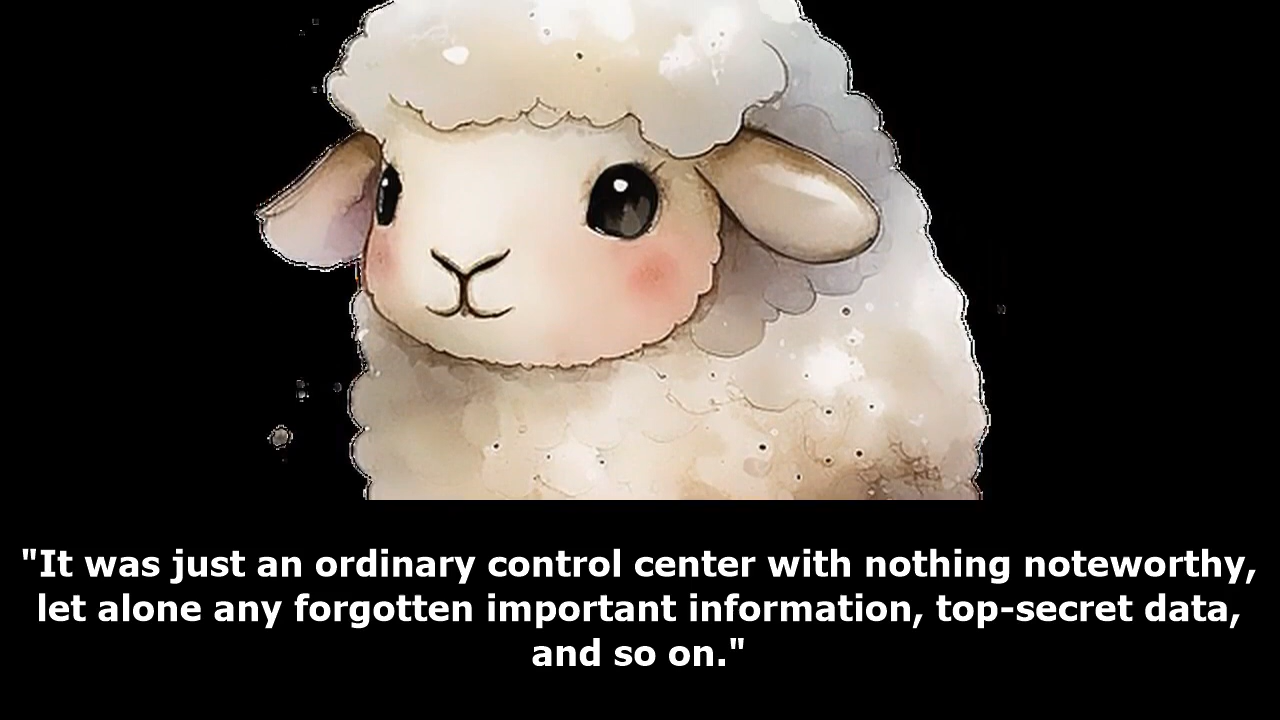 "It was just an ordinary control center with nothing noteworthy,
let alone any forgotten important information, top-secret data,
and so on."